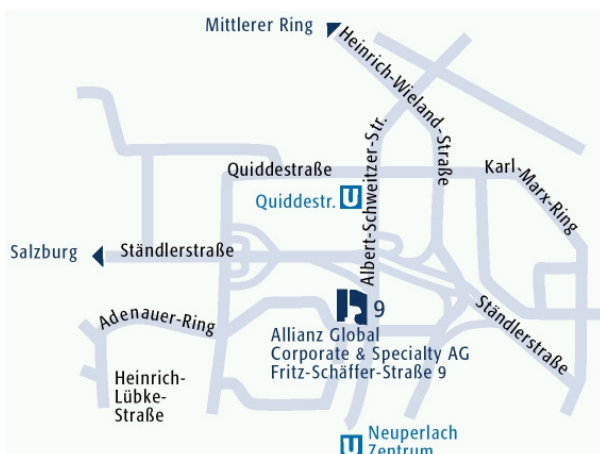 Mittlerer Ring
Heinrich-Wieland-Straße
Albert-Schweitzer-Str.
Quiddestraße
Karl-Marx-Ring
U
Quiddestr.
Salzburg
Ständlerstraße
9
Adenauer-Ring
Ständlerstraße
Allianz Global
Corporate & Specialty AG
Fritz-Schäffer-Straße 9
Heinrich-
Lübke-
Straße
U
Neuperlach
Zentrum